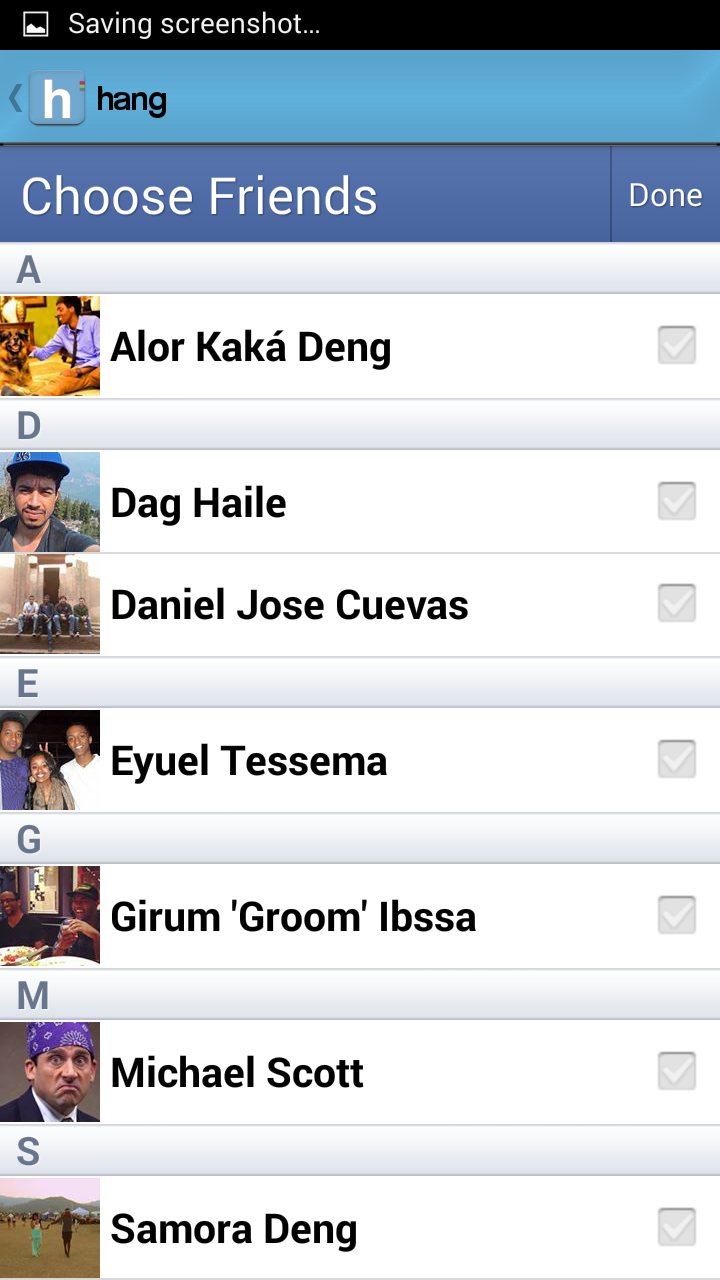 Saving screenshot...
h hang
Choose Friends
Done
A
Alor Kaká Deng
D
Dag Haile
Daniel Jose Cuevas
E
Eyuel Tessema
G
Girum 'Groom' Ibssa
M
Michael Scott
S
Samora Deng